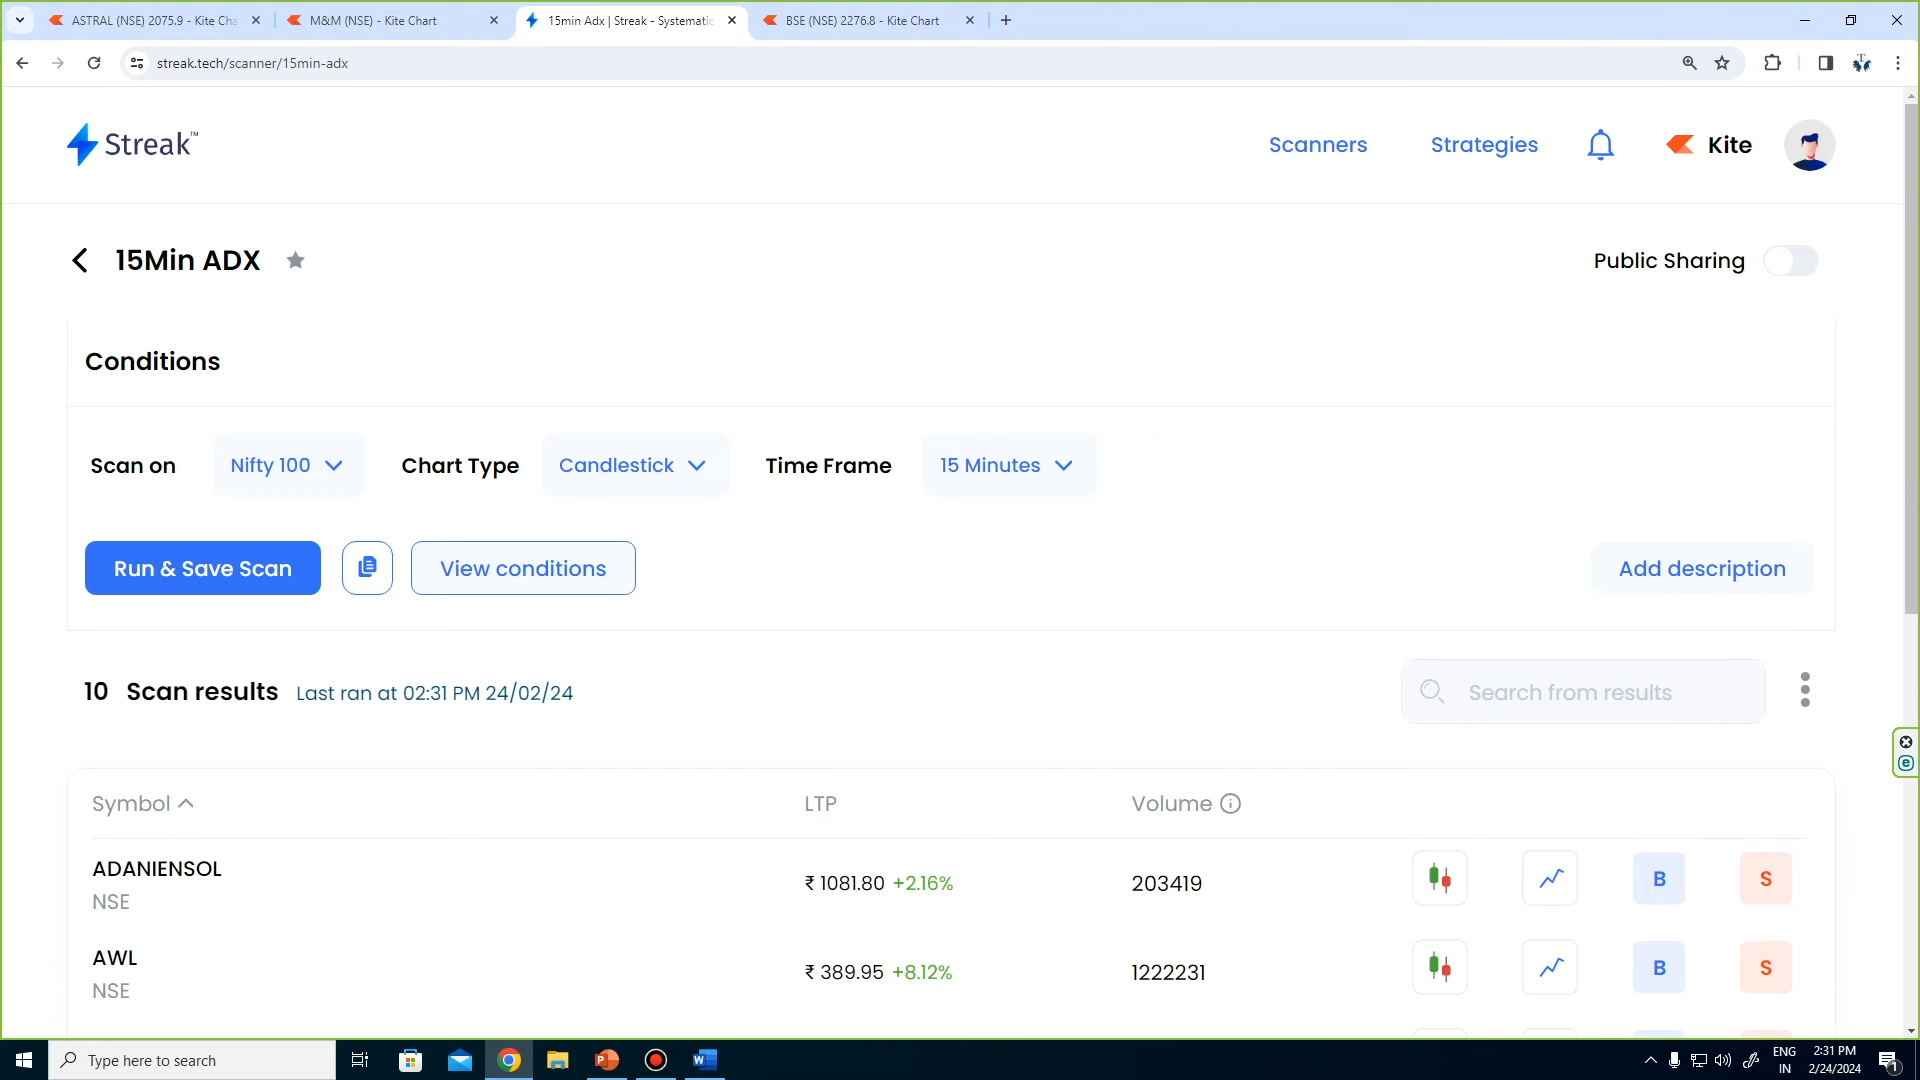 ASTRAL (NSE) 2075.9 - Kite Cha
M&M (NSE) - Kite Chart
15min Adx | Streak - Systematic
BSE (NSE) 2276.8 - Kite Chart
streak.tech/scanner/15min-adx
Streak™
Scanners
Strategies
Kite
15Min ADX
Public Sharing
Conditions
Scan on
Nifty 100
Chart Type
Candlestick
Time Frame
15 Minutes
Run & Save Scan
View conditions
Add description
10 Scan results Last ran at 02:31 PM 24/02/24
Search from results
Symbol
LTP
Volume
ADANIENSOL
NSE
₹ 1081.80 +2.16%
203419
B
S
AWL
NSE
₹ 389.95 +8.12%
1222231
B
S
Type here to search
ENG
IN
2:31 PM
2/24/2024
1